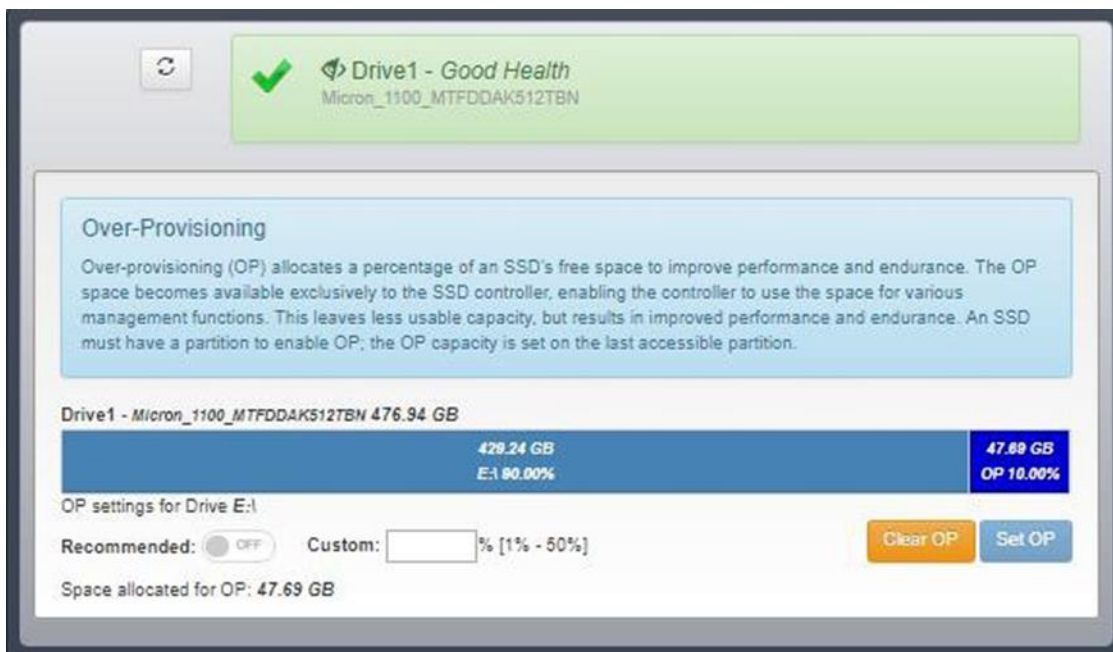 Drive1 - Good Health
Micron_1100_MTFDDAK512TBN
Over-Provisioning
Over-provisioning (OP) allocates a percentage of an SSD's free space to improve performance and endurance. The OP
space becomes available exclusively to the SSD controller, enabling the controller to use the space for various
management functions. This leaves less usable capacity, but results in improved performance and endurance. An SSD
must have a partition to enable OP; the OP capacity is set on the last accessible partition.
Drive1 - Micron_1100_MTFDDAK512TBN 476.94 GB
429.24 GB
E:\ 90.00%
47.69 GB
OP 10.00%
OP settings for Drive E:\
Recommended: OFF Custom: % [1% - 50%]
Clear OP
Set OP
Space allocated for OP: 47.69 GB